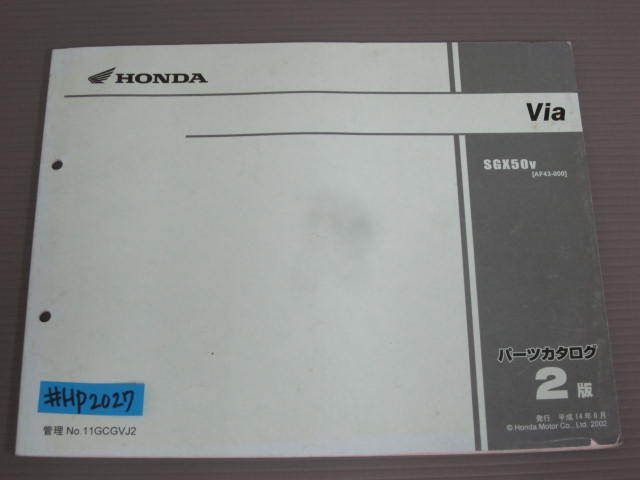 HONDA
Via
SGX50V
[AF43-000]
パーツカタログ
2版
#HP2027
管理 No.11GCGVJ2
発行 平成14年8月
© Honda Motor Co., Ltd. 2002